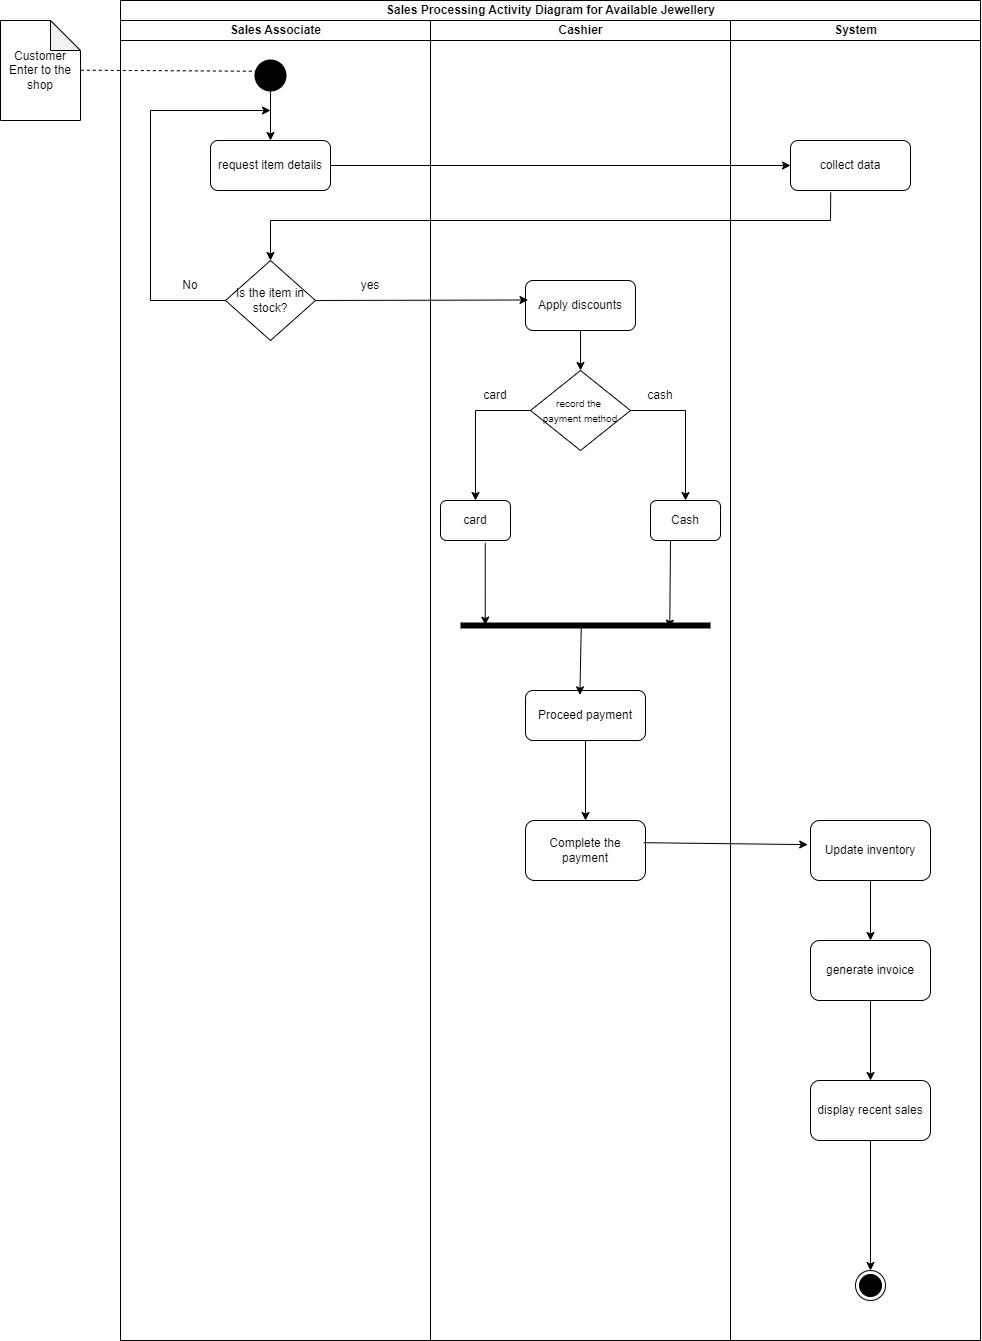 Sales Processing Activity Diagram for Available Jewellery
Sales Associate
Cashier
System
Customer
Enter to the
shop
request item details
collect data
No
Is the item in
stock?
yes
Apply discounts
card
record the
payment method
cash
card
Cash
Proceed payment
Complete the
payment
Update inventory
generate invoice
display recent sales